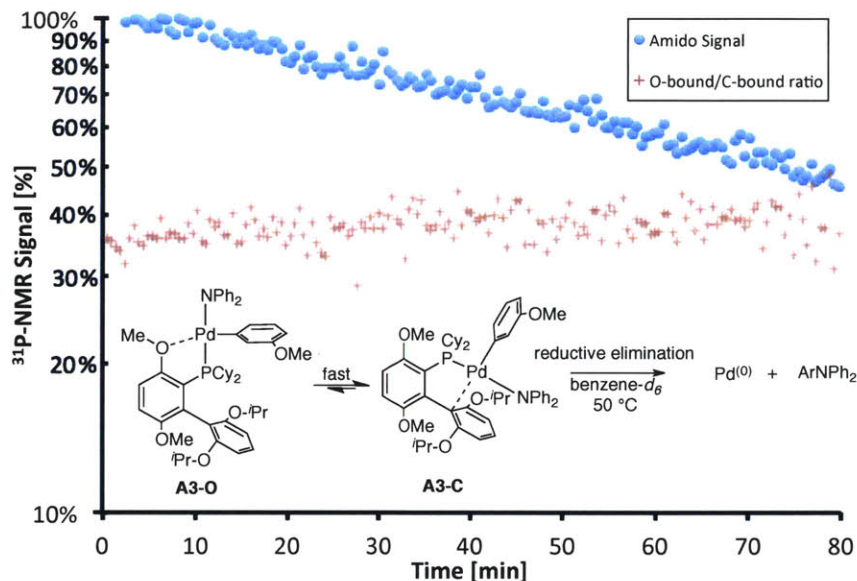 100%
90%
80%
70%
60%
50%
40%
30%
20%
10%
³¹P-NMR Signal [%]
Amido Signal
O-bound/C-bound ratio
NPh₂
MeO
Pd
OMe
PCy₂
O-ⁱPr
OMe
ⁱPr-O
A3-O
fast
OMe
Cy₂
P
OMe
Pd
O-ⁱPr
NPh₂
OMe
ⁱPr-O
A3-C
reductive elimination
benzene-d₆
50 °C
Pd⁽⁰⁾ + ArNPh₂
0 10 20 30 40 50 60 70 80
Time [min]